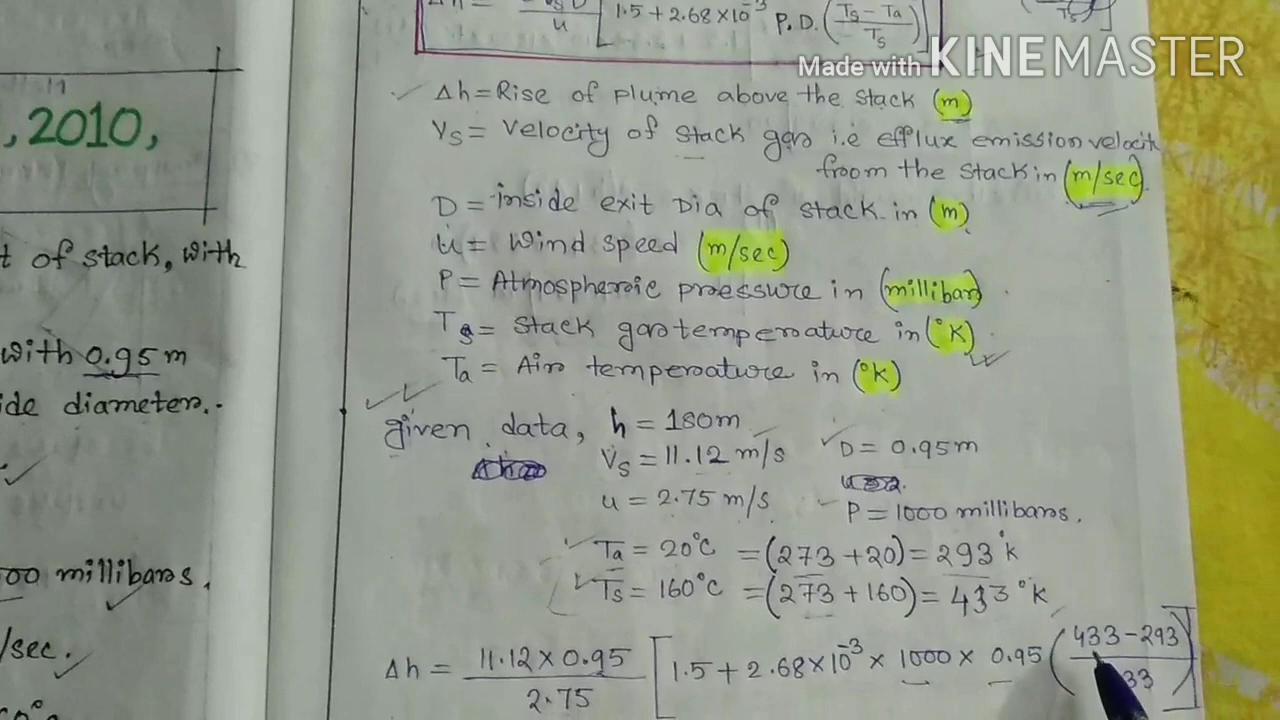 , 2010,
t of stack, with
with 0.95 m
ide diameter.
00 millibars.
/sec.
u [ 1.5 + 2.68 × 10⁻³ P.D. (Ts - Ta / Ts)]
Made with KINEMASTER
Δh = Rise of plume above the stack (m)
Vs = Velocity of stack gas i.e efflux emission velocit
from the stack in (m/sec).
D = inside exit Dia of stack in (m)
u = Wind speed (m/sec)
P = Atmospheric pressure in (millibar)
Ts = Stack gas temperature in (°K)
Ta = Air temperature in (°K)
given data, h = 180m
Vs = 11.12 m/s D = 0.95m
u = 2.75 m/s P = 1000 millibars.
Ta = 20°C = (273 + 20) = 293°K
Ts = 160°C = (273 + 160) = 433°K
Δh = 11.12 × 0.95 / 2.75 [ 1.5 + 2.68 × 10⁻³ × 1000 × 0.95 ( 433 - 293 / 33 ) ]